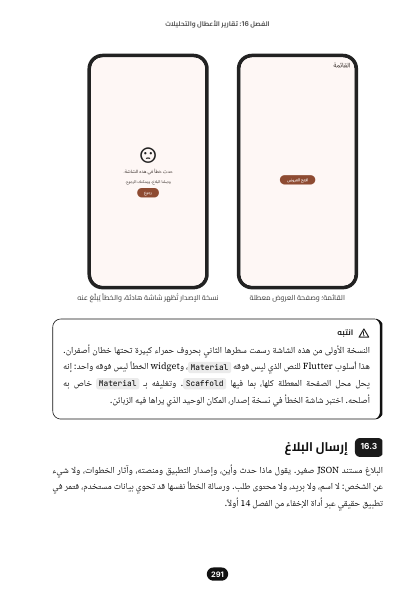 الفصل 16: تقارير الأعطال والتحليلات
القائمة
افتح العروض
حدث خطأ في هذه الشاشة
رجوع
القائمة؛ وصفحة العروض معطلة
نسخة الإصدار تُظهر شاشة هادئة، والخطأ يُبلَّغ عنه
انتبه
النسخة الأولى من هذه الشاشة رسمت سطرها الثاني بحروف حمراء كبيرة تحتها خطان أصفران.
هذا أسلوب Flutter للنص الذي ليس فوقه Material، وwidget الخطأ ليس فوقه واحد؛ إنه
يحل محل الصفحة المعطلة كلها، بما فيها Scaffold. وتغليفه بـ Material خاص به
أصلحه. اختبر شاشة الخطأ في نسخة إصدار، المكان الوحيد الذي يراها فيه الزبائن.
16.3 إرسال البلاغ
البلاغ مستند JSON صغير. يقول ماذا حدث وأين، وإصدار التطبيق ومنصته، وآثار الخطوات، ولا شيء
عن الشخص: لا اسم، ولا بريد، ولا محتوى طلب. ورسالة الخطأ نفسها قد تحوي بيانات مستخدم، فتمر في
تطبيق حقيقي عبر أداة الإخفاء من الفصل 14 أولاً.
291